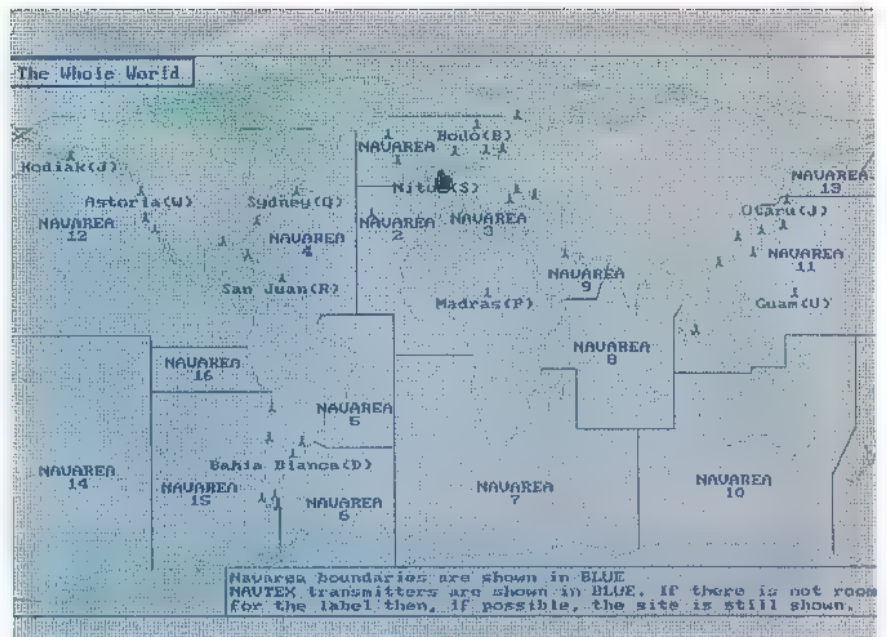 The Whole World
Bodo(B)
NAVAREA
1
Kodiak(J)
NAVAREA
13
Astoria(W)
Sydney(Q)
Otaru(J)
NAVAREA
12
NAVAREA
4
NAVAREA
2
NAVAREA
3
NAVAREA
11
NAVAREA
9
San Juan(R)
Madras(P)
Guam(U)
NAVAREA
8
NAVAREA
16
NAVAREA
5
Bahia Bianca(D)
NAVAREA
14
NAVAREA
15
NAVAREA
6
NAVAREA
7
NAVAREA
10
Navarea boundaries are shown in BLUE
NAVTEX transmitters are shown in BLUE. If there is not room
for the label then, if possible, the site is still shown.